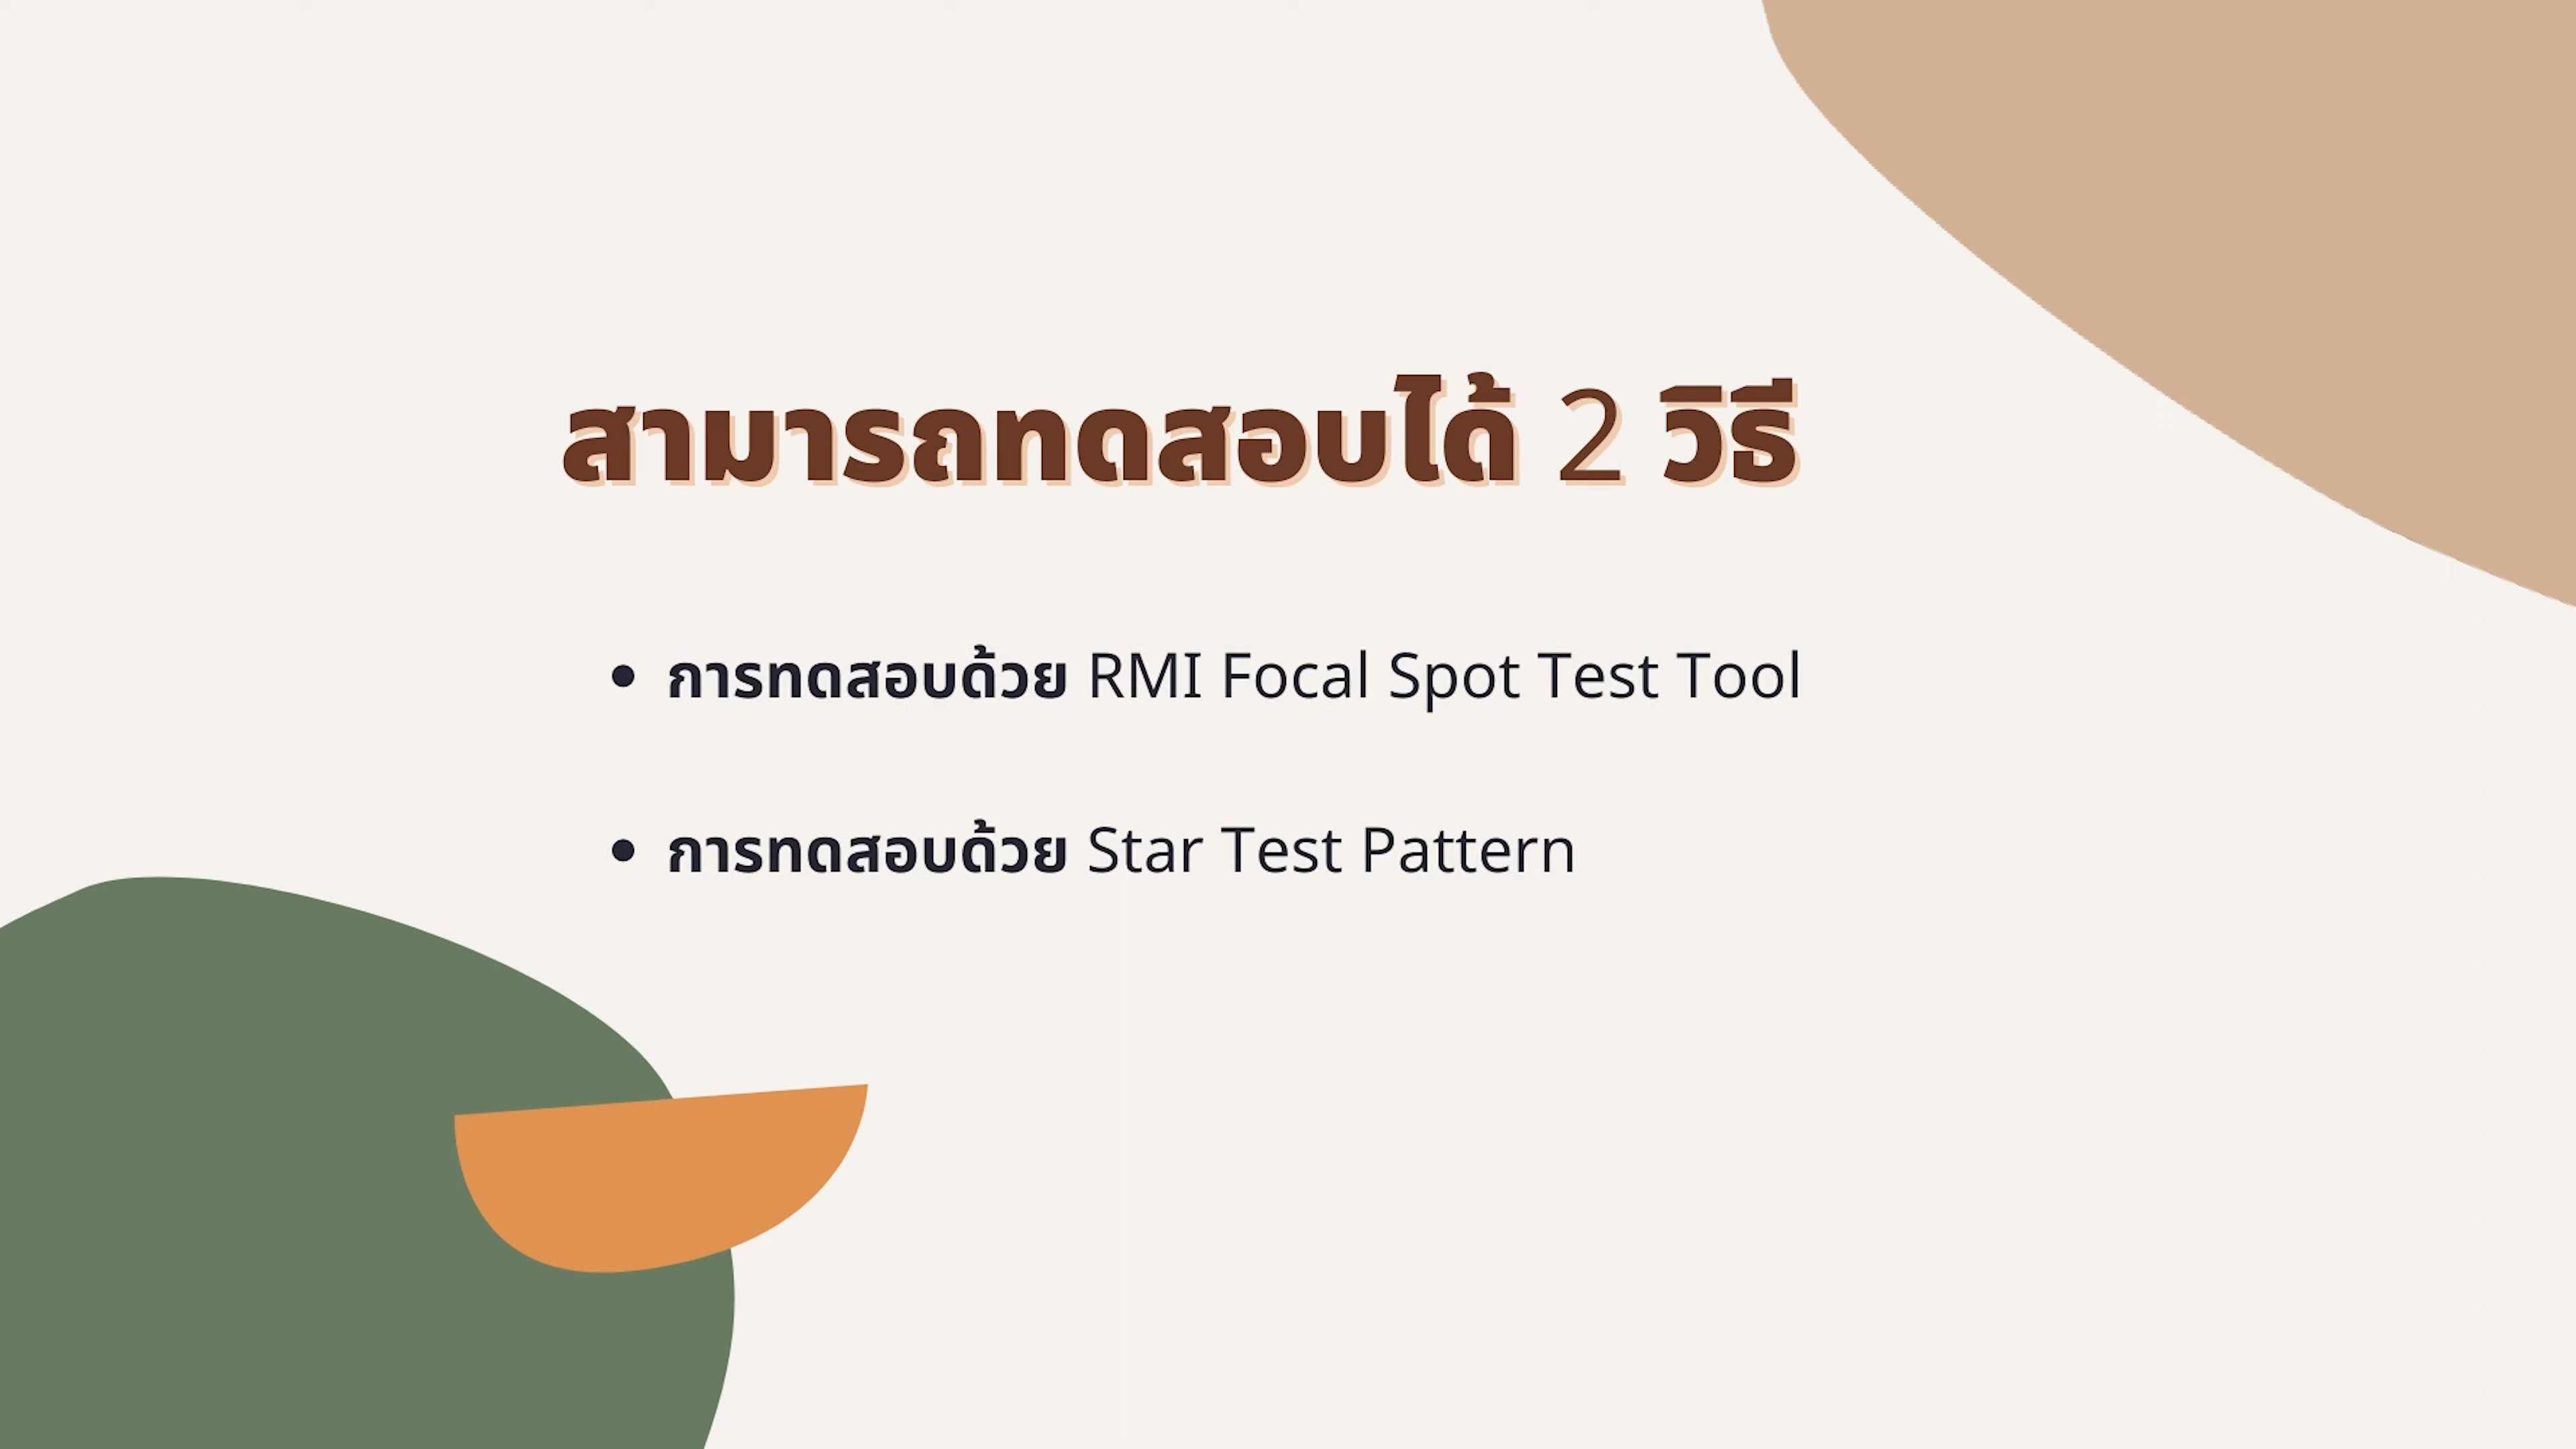 สามารถทดสอบได้ 2 วิธี
• การทดสอบด้วย RMI Focal Spot Test Tool
• การทดสอบด้วย Star Test Pattern